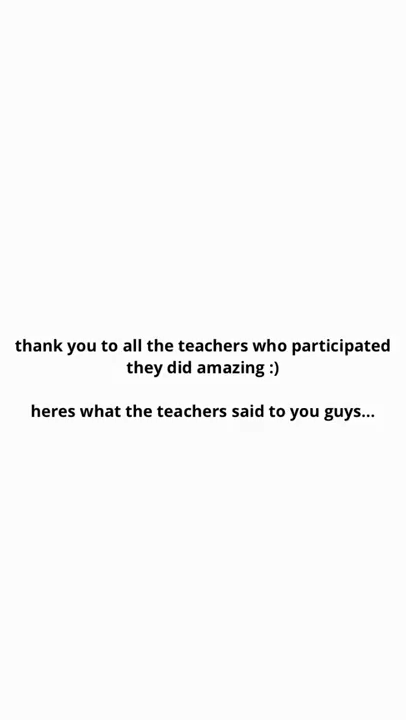 thank you to all the teachers who participated
they did amazing :)
heres what the teachers said to you guys...